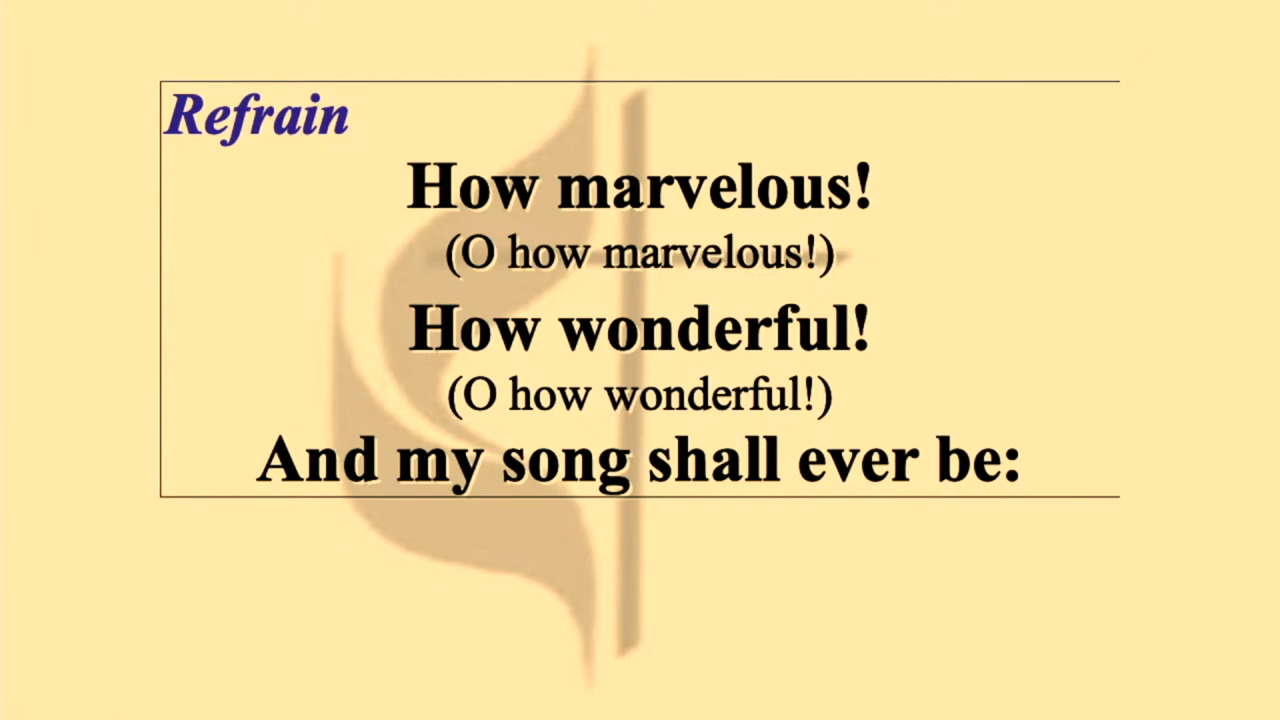 Refrain
How marvelous!
(O how marvelous!)
How wonderful!
(O how wonderful!)
And my song shall ever be: